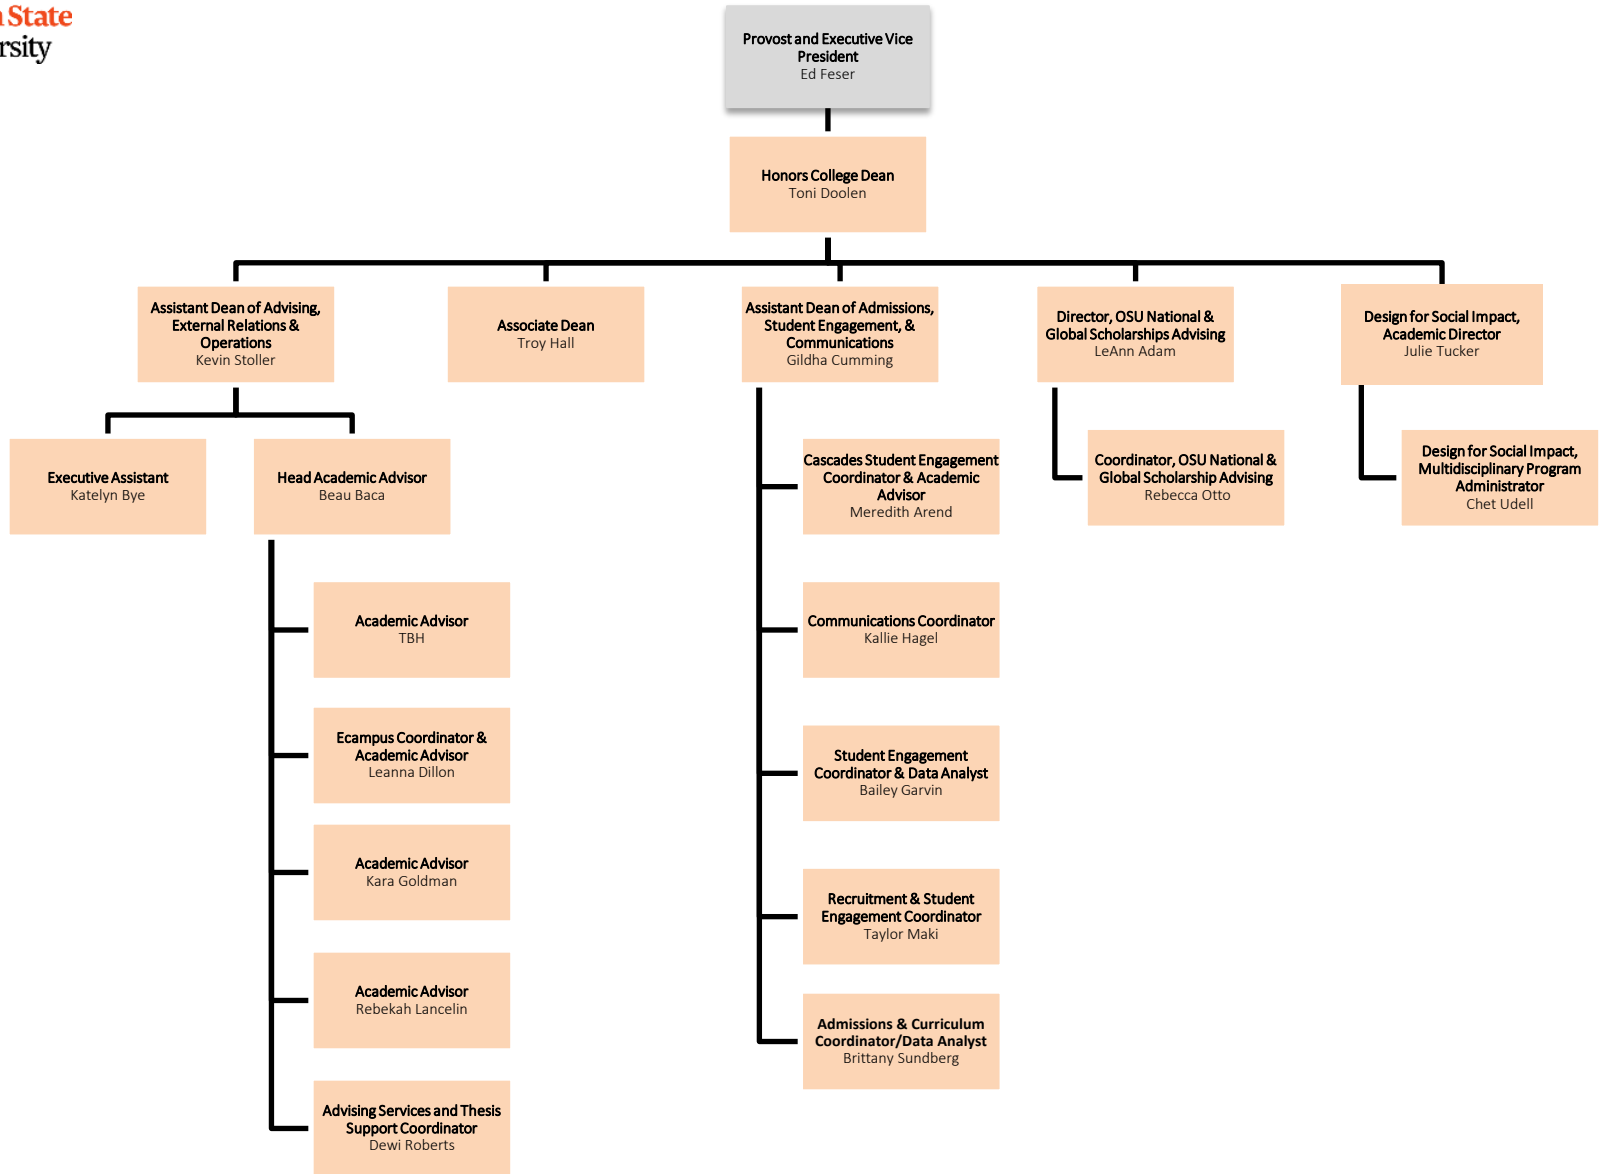 State
Provost and Executive Vice
President
Ed Feser
Honors College Dean
Toni Doolen
Assistant Dean of Advising,
External Relations &
Operations
Kevin Stoller
Associate Dean
Troy Hall
Assistant Dean of Admissions,
Student Engagement, &
Communications
Gildha Cumming
Director, OSU National &
Global Scholarships Advising
LeAnn Adam
Design for Social Impact,
Academic Director
Julie Tucker
Executive Assistant
Katelyn Bye
Head Academic Advisor
Beau Baca
Cascades Student Engagement
Coordinator & Academic
Advisor
Meredith Arend
Coordinator, OSU National &
Global Scholarship Advising
Rebecca Otto
Design for Social Impact,
Multidisciplinary Program
Administrator
Chet Udell
Academic Advisor
TBH
Ecampus Coordinator &
Academic Advisor
Leanna Dillon
Academic Advisor
Kara Goldman
Academic Advisor
Rebekah Lancelin
Advising Services and Thesis
Support Coordinator
Dewi Roberts
Communications Coordinator
Kallie Hagel
Student Engagement
Coordinator & Data Analyst
Bailey Garvin
Recruitment & Student
Engagement Coordinator
Taylor Maki
Admissions & Curriculum
Coordinator/Data Analyst
Brittany Sundberg